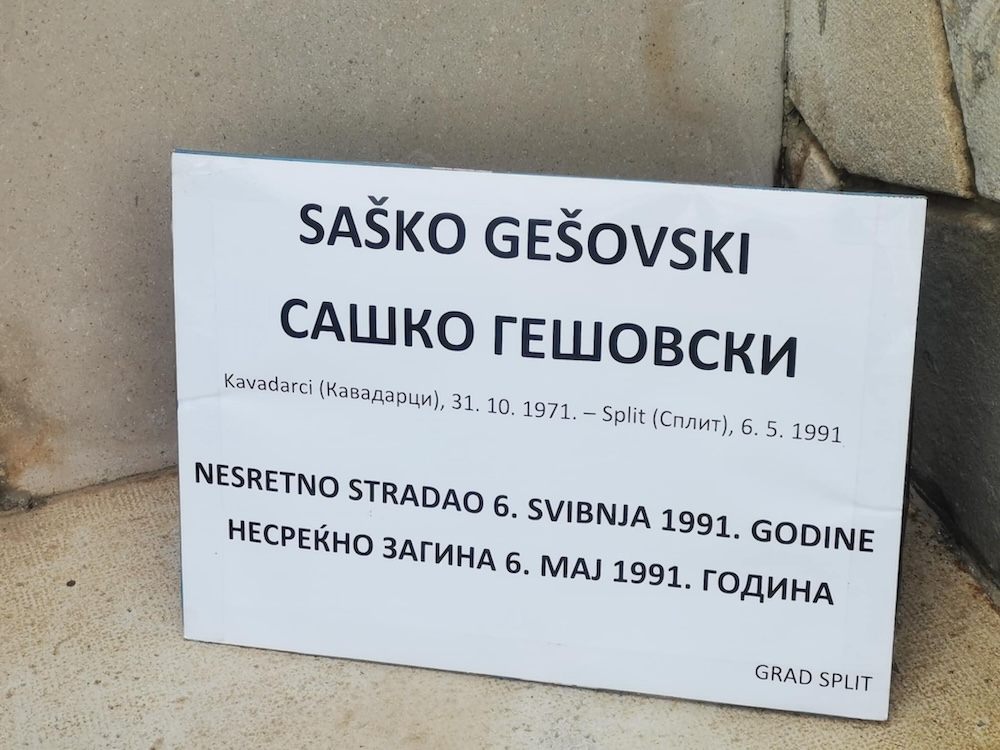 SAŠKO GEŠOVSKI
САШКО ГЕШОВСКИ
Kavadarci (Кавадарци), 31. 10. 1971. – Split (Сплит), 6. 5. 1991
NESRETNO STRADAO 6. SVIBNJA 1991. GODINE
НЕСРЕЌНО ЗАГИНА 6. МАЈ 1991. ГОДИНА
GRAD SPLIT